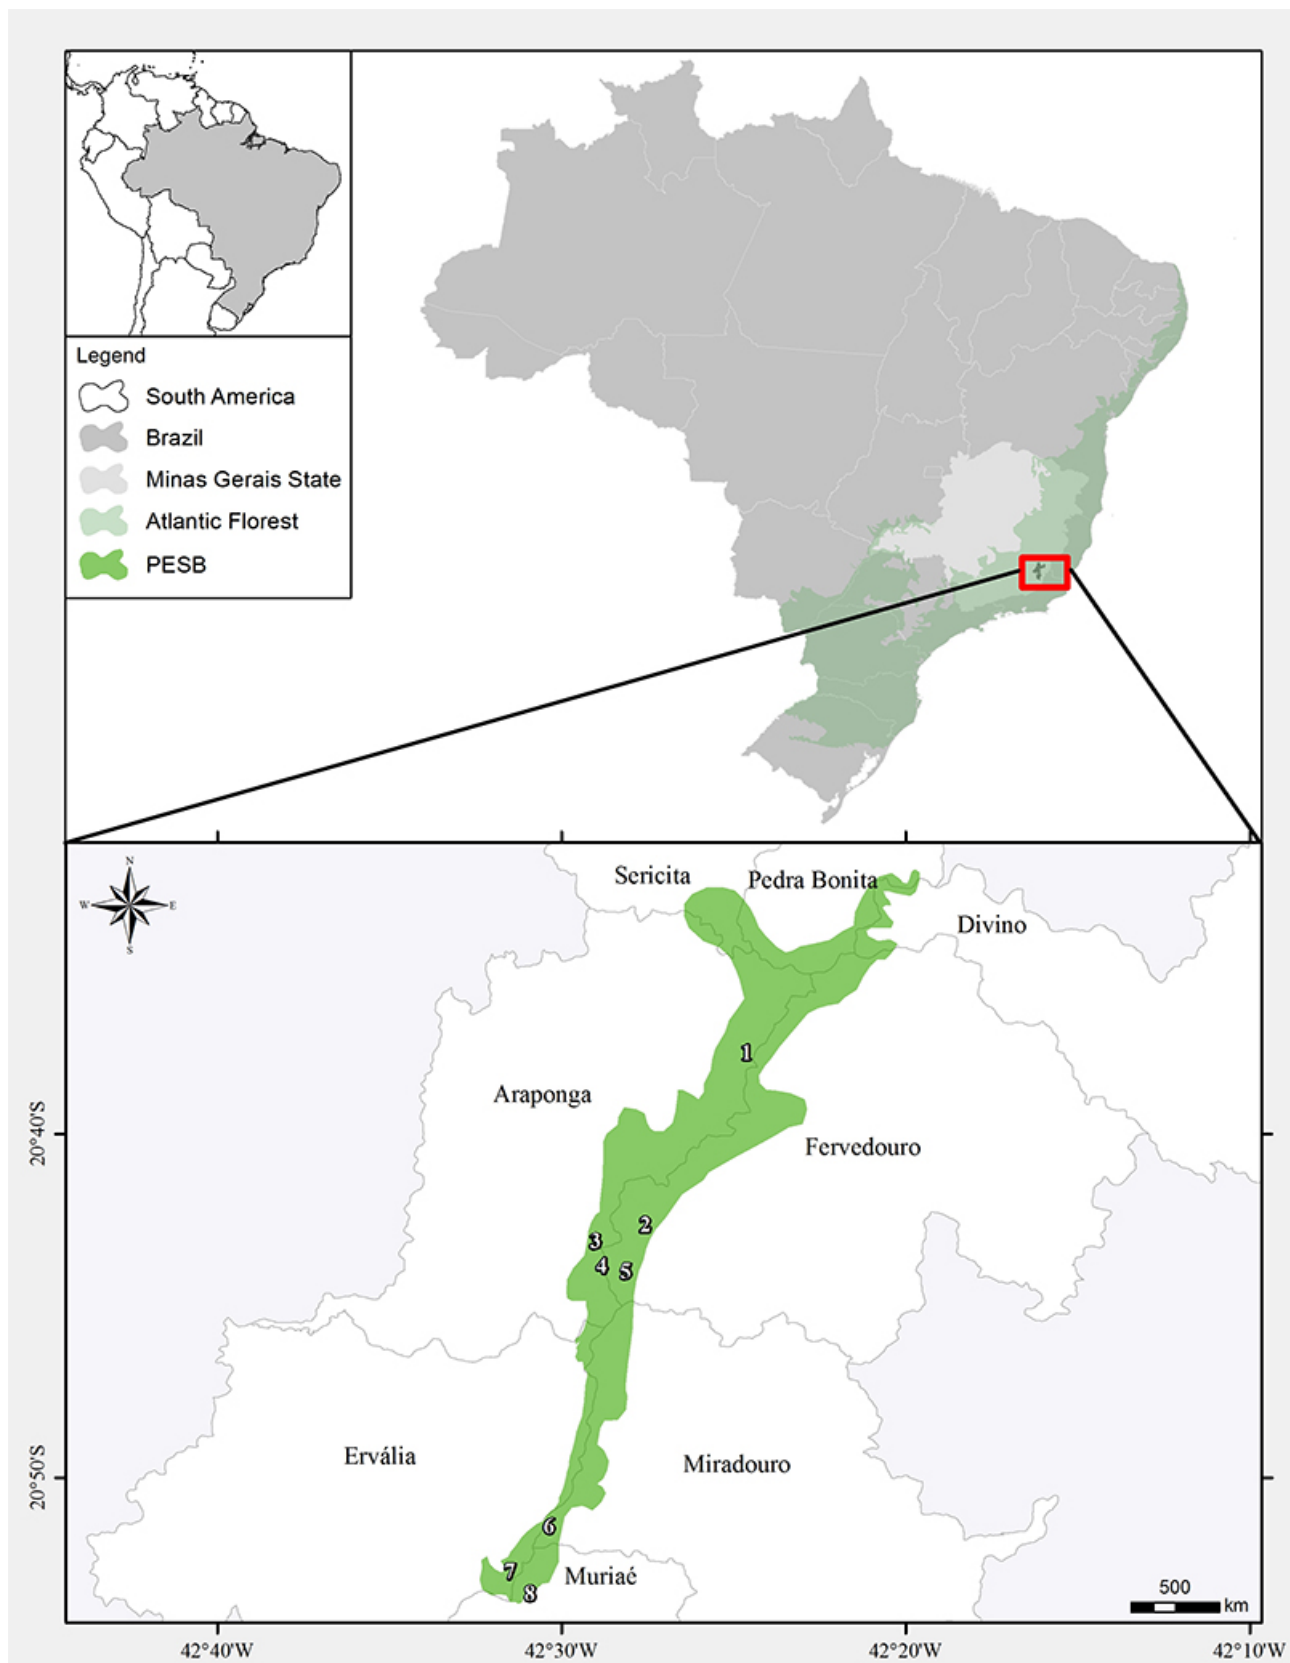 Legend
South America
Brazil
Minas Gerais State
Atlantic Florest
PESB
N
W E
S
Sericita
Pedra Bonita
Divino
1
Araponga
20°40'S
Fervedouro
2
3
4
5
Ervália
Miradouro
20°50'S
6
7
Muriaé
8
500
km
42°40'W 42°30'W 42°20'W 42°10'W